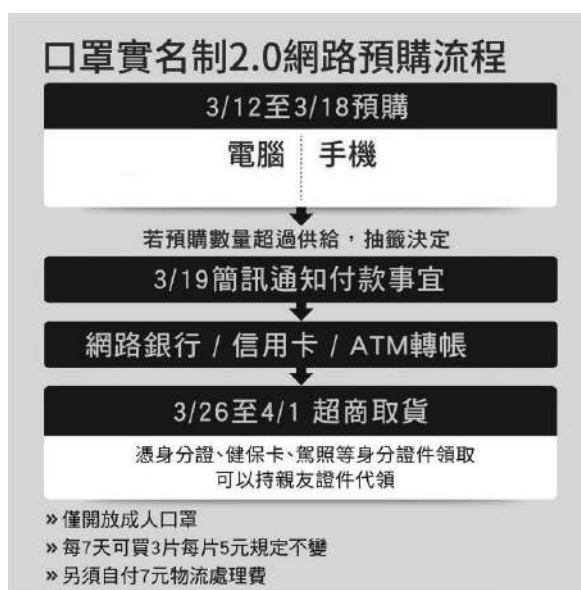 口罩實名制2.0網路預購流程
3/12至3/18預購
電腦 手機
若預購數量超過供給，抽籤決定
3/19簡訊通知付款事宜
網路銀行 / 信用卡 / ATM轉帳
3/26至4/1 超商取貨
憑身分證、健保卡、駕照等身分證件領取
可以持親友證件代領
» 僅開放成人口罩
» 每7天可買3片每片5元規定不變
» 另須自付7元物流處理費